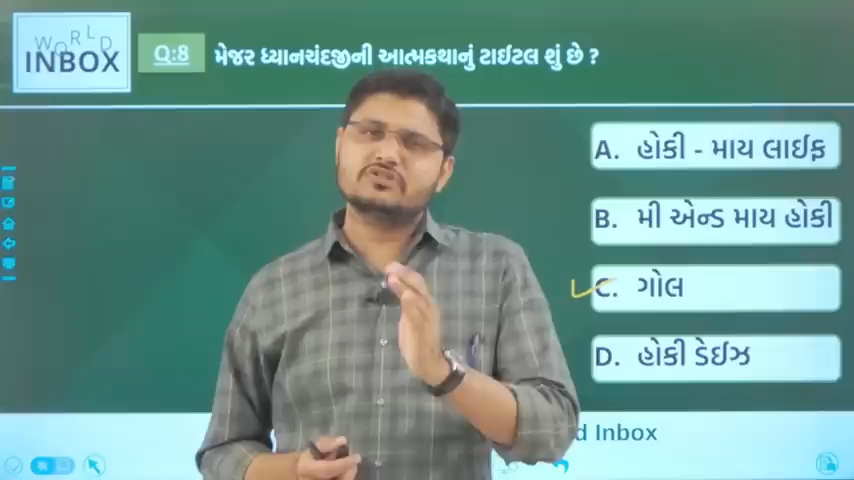 WORLD
INBOX
Q:8 મેજર ધ્યાનચંદજીની આત્મકથાનું ટાઈટલ શું છે ?
A. હોકી - માય લાઈફ
B. મી એન્ડ માય હોકી
C. ગોલ
D. હોકી ડેઈઝ
d Inbox